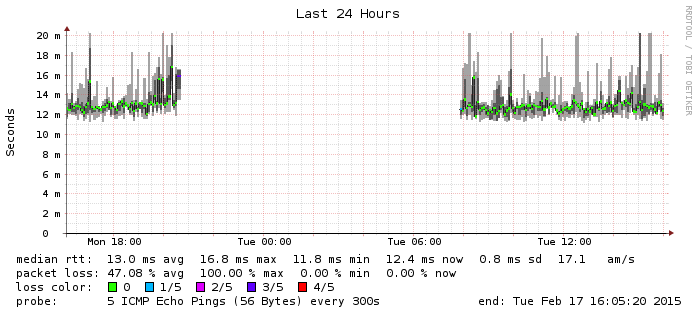 Last 24 Hours
RRDTOOL / TOBI OETIKER
Seconds
20 m
18 m
16 m
14 m
12 m
10 m
8 m
6 m
4 m
2 m
0
Mon 18:00 Tue 00:00 Tue 06:00 Tue 12:00
median rtt: 13.0 ms avg 16.8 ms max 11.8 ms min 12.4 ms now 0.8 ms sd 17.1 am/s
packet loss: 47.08 % avg 100.00 % max 0.00 % min 0.00 % now
loss color: 0 1/5 2/5 3/5 4/5
probe: 5 ICMP Echo Pings (56 Bytes) every 300s end: Tue Feb 17 16:05:20 2015